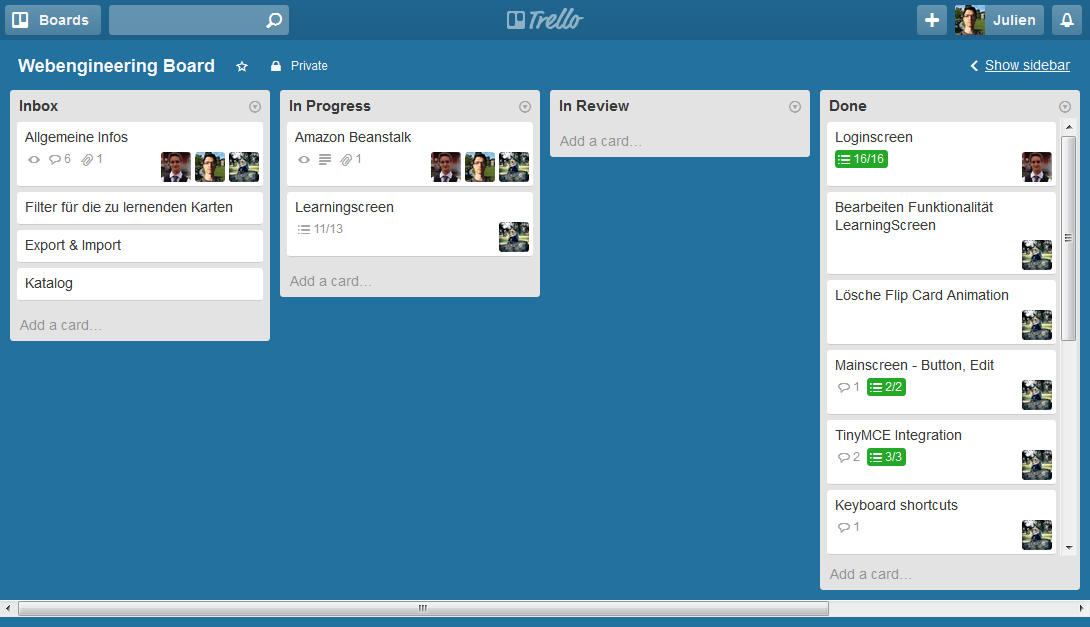 Boards
Trello
Julien
Webengineering Board
Private
Show sidebar
Inbox
Allgemeine Infos
6 1
Filter für die zu lernenden Karten
Export & Import
Katalog
Add a card…
In Progress
Amazon Beanstalk
1
Learningscreen
11/13
Add a card…
In Review
Add a card…
Done
Loginscreen
16/16
Bearbeiten Funktionalität
LearningScreen
Lösche Flip Card Animation
Mainscreen - Button, Edit
1 2/2
TinyMCE Integration
2 3/3
Keyboard shortcuts
1
Add a card…